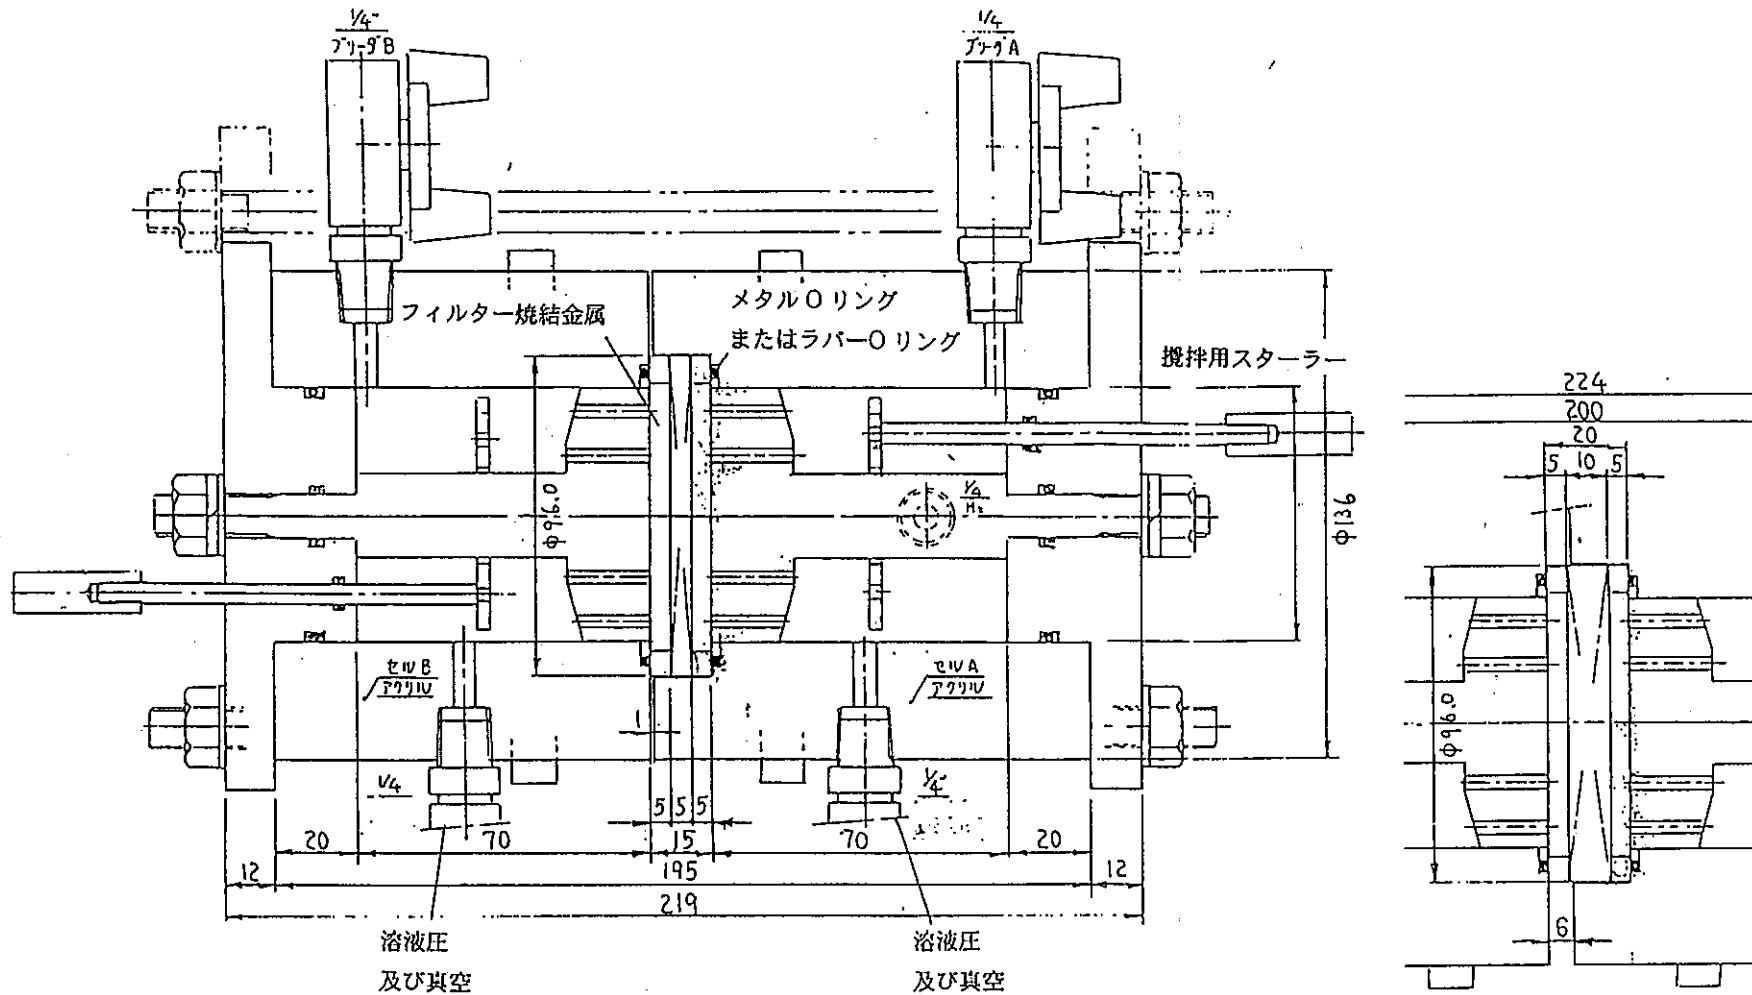 1/4"
ブリーダB
1/4
ブリーダA
フィルター焼結金属
メタルOリング
またはラバーOリング
攪拌用スターラー
φ96.0
1/4
φ136
セルB
アクリル
セルA
アクリル
1
1/4
1/4"
5 5 5
20 70 15 70 20
12 195 12
219
溶液圧
及び真空
溶液圧
及び真空
224
200
20
5 10 5
φ96.0
6